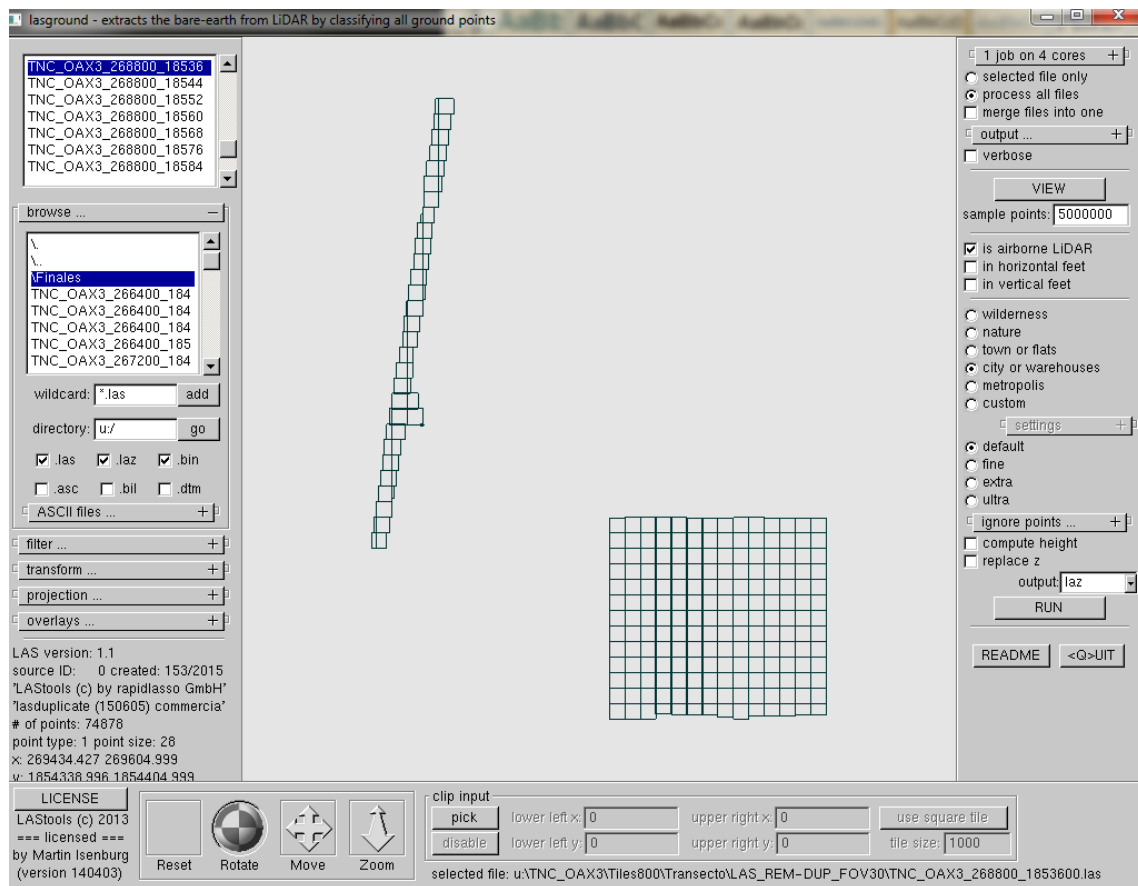 lasground - extracts the bare-earth from LiDAR by classifying all ground points
TNC_OAX3_268800_18536
TNC_OAX3_268800_18544
TNC_OAX3_268800_18552
TNC_OAX3_268800_18560
TNC_OAX3_268800_18568
TNC_OAX3_268800_18576
TNC_OAX3_268800_18584
browse ...
\.
\..
\Finales
TNC_OAX3_266400_184
TNC_OAX3_266400_184
TNC_OAX3_266400_184
TNC_OAX3_266400_185
TNC_OAX3_267200_184
wildcard: *.las add
directory: u:/ go
.las .laz .bin
.asc .bil .dtm
ASCII files ... +
filter ... +
transform ... +
projection ... +
overlays ... +
LAS version: 1.1
source ID: 0 created: 153/2015
'LAStools (c) by rapidlasso GmbH'
'lasduplicate (150605) commercia'
# of points: 74878
point type: 1 point size: 28
x: 269434.427 269604.999
y: 1854338.996 1854404.999
1 job on 4 cores +
selected file only
process all files
merge files into one
output ... +
verbose
VIEW
sample points: 5000000
is airborne LiDAR
in horizontal feet
in vertical feet
wilderness
nature
town or flats
city or warehouses
metropolis
custom
settings +
default
fine
extra
ultra
ignore points ... +
compute height
replace z
output: laz
RUN
README <Q>UIT
LICENSE
LAStools (c) 2013
=== licensed ===
by Martin Isenburg
(version 140403)
Reset Rotate Move Zoom
clip input
pick lower left x: 0 upper right x: 0 use square tile
disable lower left y: 0 upper right y: 0 tile size: 1000
selected file: u:\TNC_OAX3\Tiles800\Transecto\LAS_REM-DUP_FOV30\TNC_OAX3_268800_1853600.las